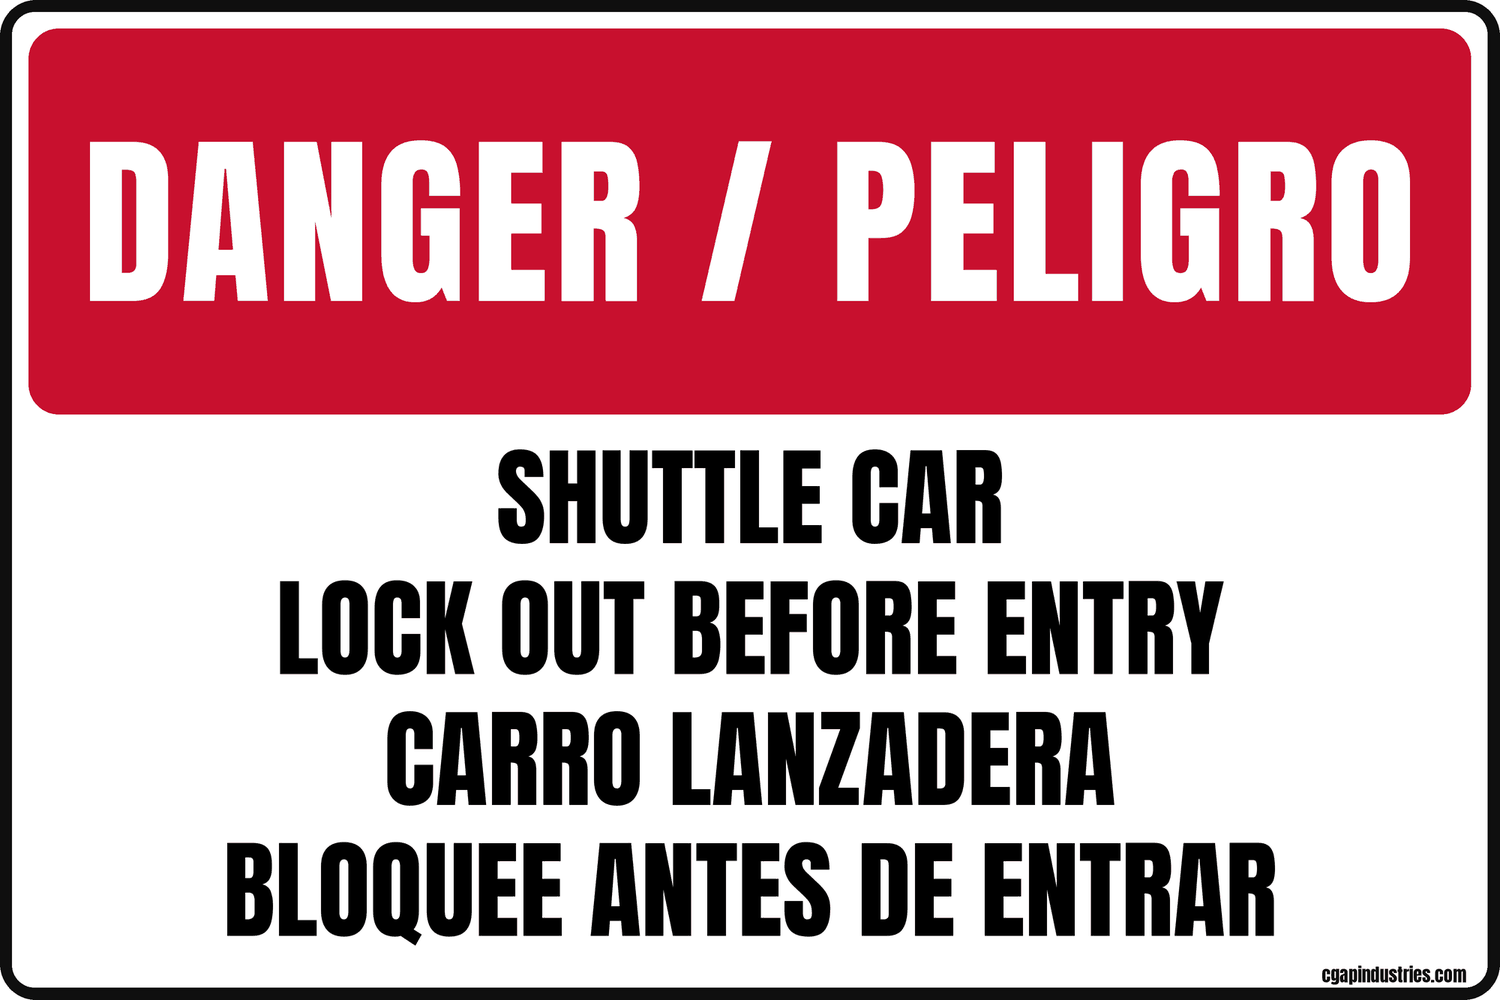 DANGER / PELIGRO
SHUTTLE CAR
LOCK OUT BEFORE ENTRY
CARRO LANZADERA
BLOQUEE ANTES DE ENTRAR
cgapindustries.com